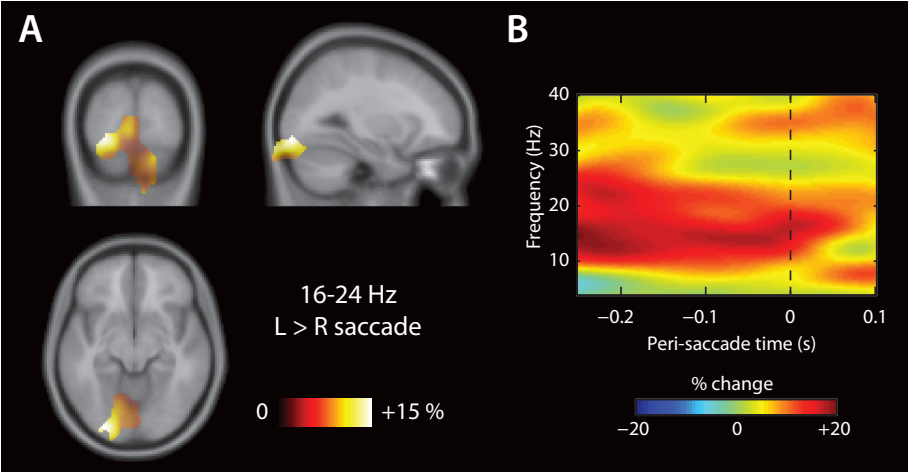 A
16-24 Hz
L > R saccade
0
+15 %
B
Frequency (Hz)
40
30
20
10
−0.2
−0.1
0
0.1
Peri-saccade time (s)
% change
−20
0
+20